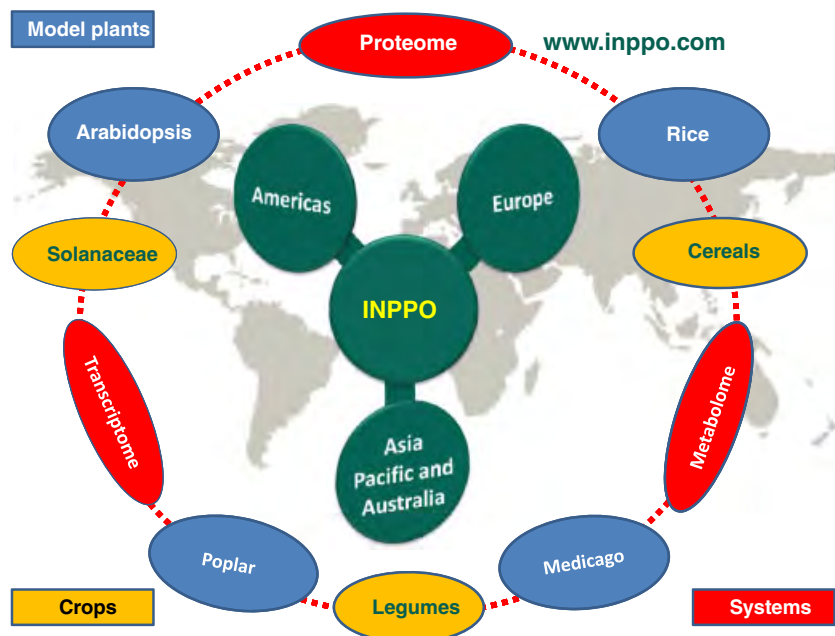 Model plants
Proteome
www.inppo.com
Arabidopsis
Rice
Americas
Europe
Solanaceae
Cereals
INPPO
Transcriptome
Metabolome
Asia
Pacific and
Australia
Poplar
Medicago
Crops
Legumes
Systems